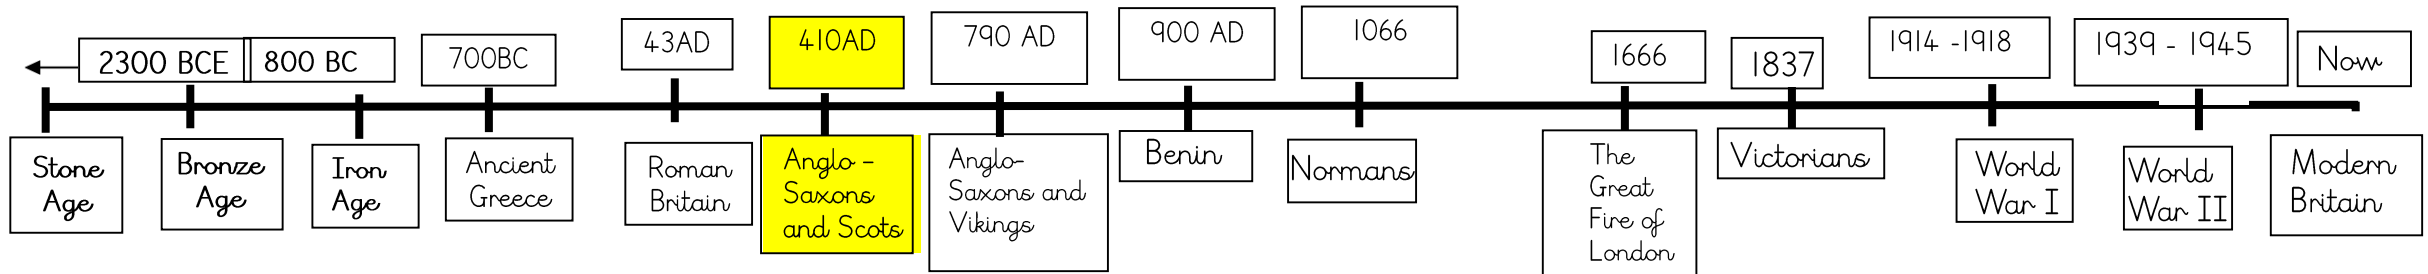 2300 BCE
800 BC
700BC
43AD
410AD
790 AD
900 AD
1066
1666
1837
1914 -1918
1939 - 1945
Now
Stone
Age
Bronze
Age
Iron
Age
Ancient
Greece
Roman
Britain
Anglo -
Saxons
and Scots
Anglo-
Saxons and
Vikings
Benin
Normans
The
Great
Fire of
London
Victorians
World
War I
World
War II
Modern
Britain